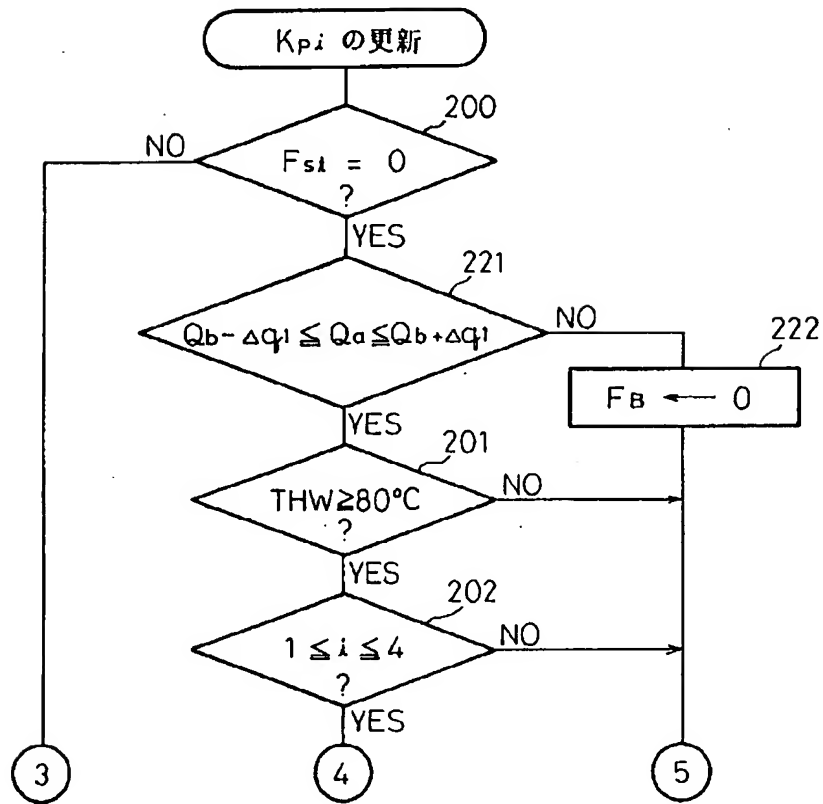 Kpi の更新
200
NO
Fsi = 0
?
YES
221
Qb-Δq1≦Qa≦Qb+Δq1
NO
222
FB ← 0
YES
201
THW≧80°C
?
NO
YES
202
1≦i≦4
?
NO
YES
3
4
5